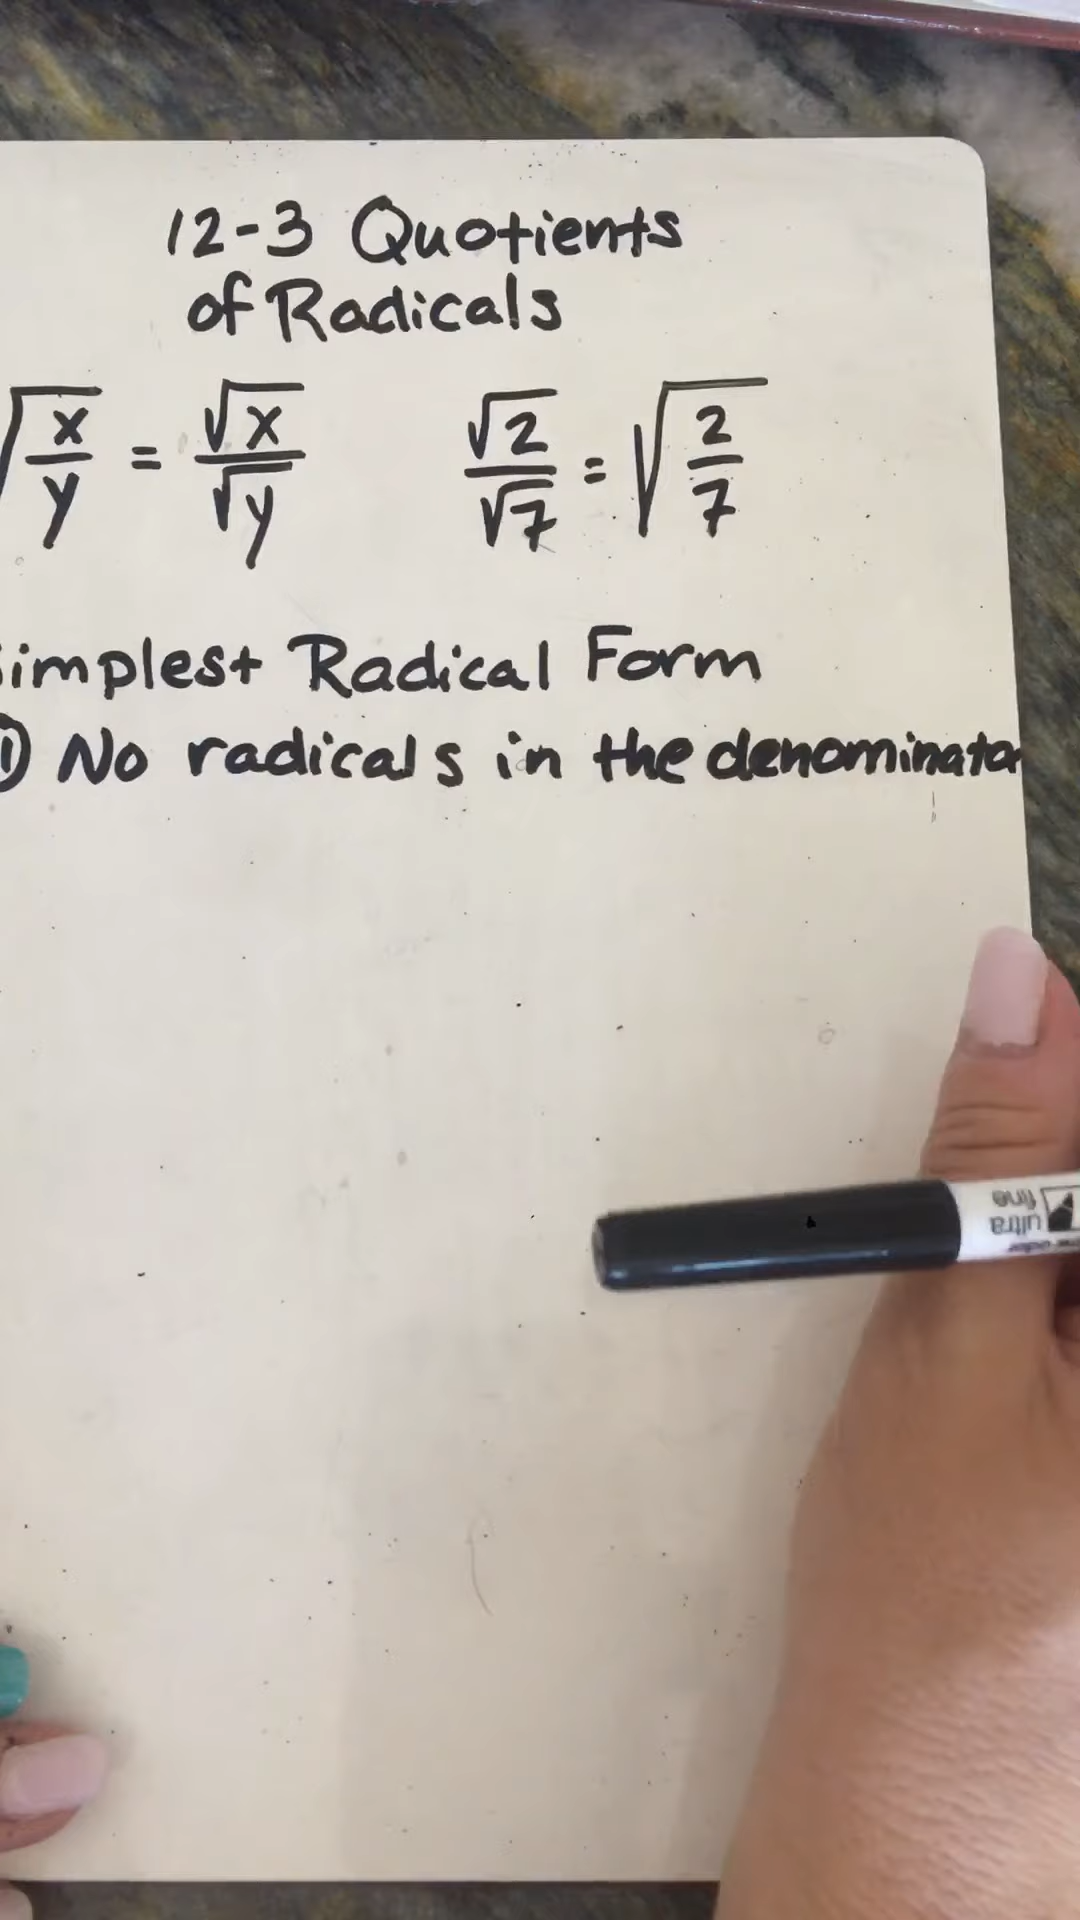 12-3 Quotients
of Radicals
√(x/y) = √x/√y    √2/√7 = √(2/7)
Simplest Radical Form
① No radicals in the denominator
ultra
fine